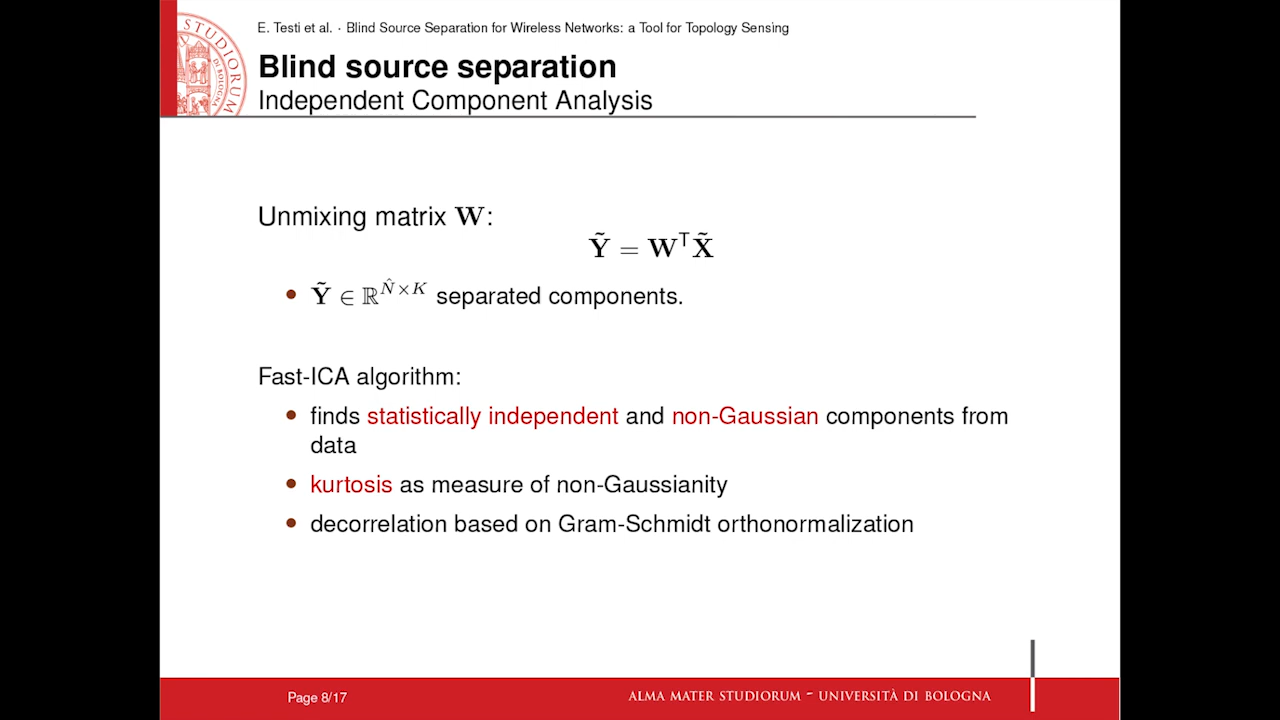 E. Testi et al. · Blind Source Separation for Wireless Networks: a Tool for Topology Sensing
Blind source separation
Independent Component Analysis
Unmixing matrix W:
Ỹ = WᵀX̃
• Ỹ ∈ ℝ^{N̂×K} separated components.
Fast-ICA algorithm:
• finds statistically independent and non-Gaussian components from
data
• kurtosis as measure of non-Gaussianity
• decorrelation based on Gram-Schmidt orthonormalization
Page 8/17
ALMA MATER STUDIORUM – UNIVERSITÀ DI BOLOGNA